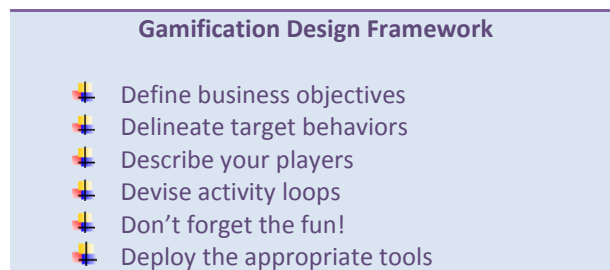 Gamification Design Framework
Define business objectives
Delineate target behaviors
Describe your players
Devise activity loops
Don’t forget the fun!
Deploy the appropriate tools